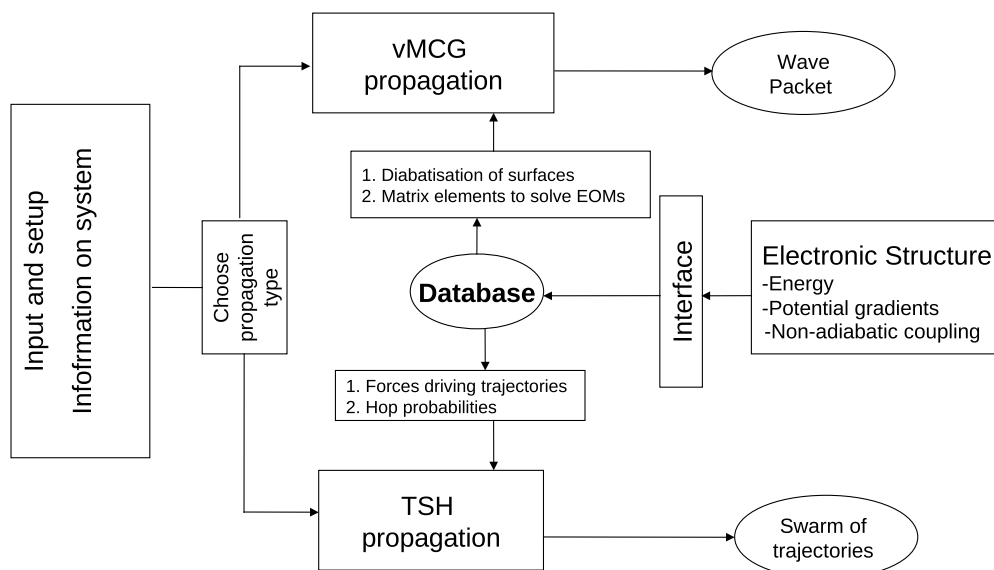 Input and setup
Infofrmation on system
Choose
propagation
type
vMCG
propagation
Wave
Packet
1. Diabatisation of surfaces
2. Matrix elements to solve EOMs
Database
Interface
Electronic Structure
-Energy
-Potential gradients
-Non-adiabatic coupling
1. Forces driving trajectories
2. Hop probabilities
TSH
propagation
Swarm of
trajectories